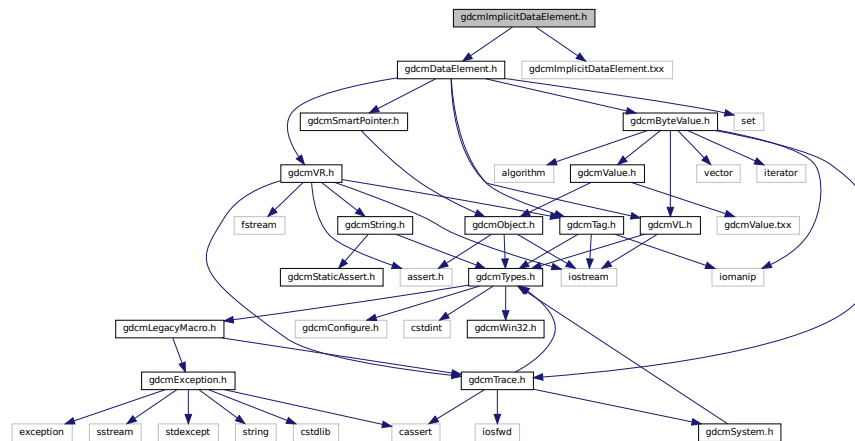 gdcmImplicitDataElement.h
gdcmDataElement.h
gdcmImplicitDataElement.txx
gdcmSmartPointer.h
gdcmByteValue.h
set
gdcmVR.h
algorithm
gdcmValue.h
vector
iterator
fstream
gdcmString.h
gdcmObject.h
gdcmTag.h
gdcmVL.h
gdcmValue.txx
gdcmStaticAssert.h
assert.h
gdcmTypes.h
iostream
iomanip
gdcmLegacyMacro.h
gdcmConfigure.h
cstdint
gdcmWin32.h
gdcmException.h
gdcmTrace.h
exception
sstream
stdexcept
string
cstdlib
cassert
iosfwd
gdcmSystem.h